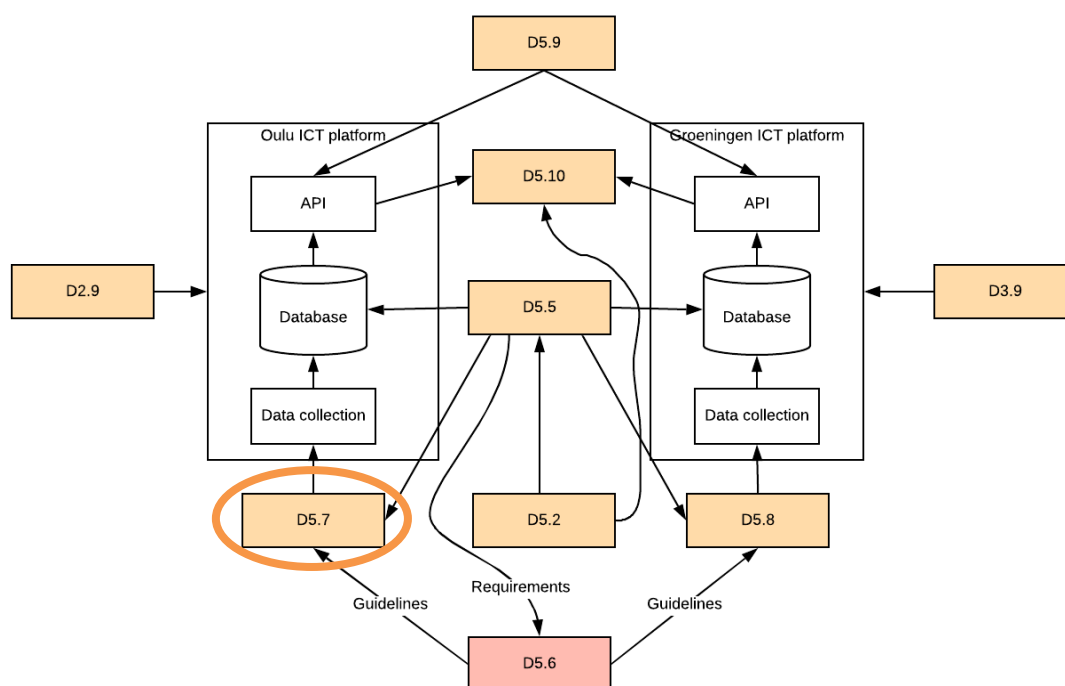 D5.9
Oulu ICT platform
Groeningen ICT platform
D5.10
API
API
D2.9
D5.5
D3.9
Database
Database
Data collection
Data collection
D5.7
D5.2
D5.8
Requirements
Guidelines
Guidelines
D5.6